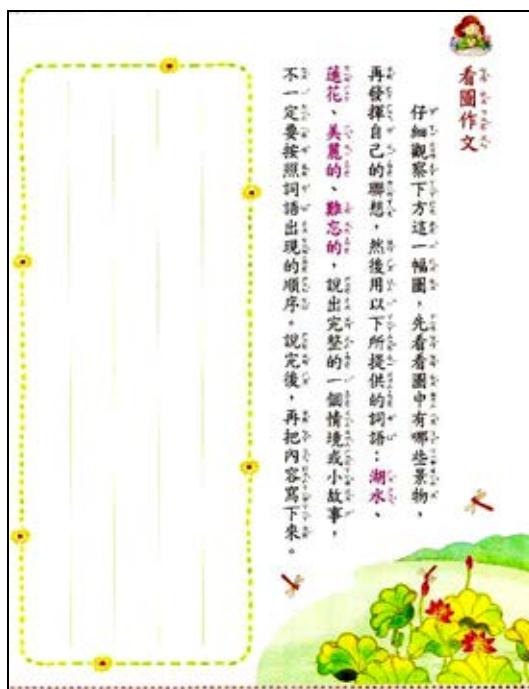 看圖作文
仔細觀察下方這一幅圖,先看看圖中有哪些景物,
再發揮自己的聯想,然後用以下所提供的詞語:湖水、
蓮花、美麗的、難忘的,說出完整的一個情境或小故事,
不一定要按照詞語出現的順序。說完後,再把內容寫下來。